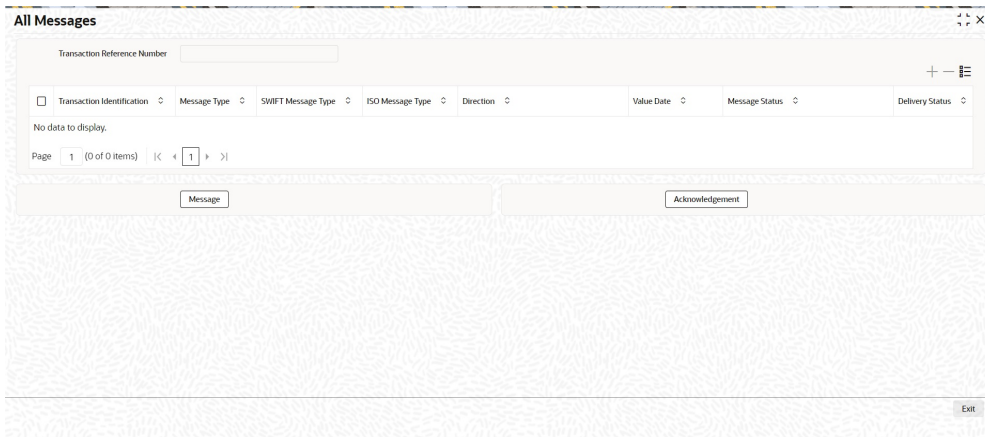 All Messages
Transaction Reference Number
Transaction Identification Message Type SWIFT Message Type ISO Message Type Direction Value Date Message Status Delivery Status
No data to display.
Page 1 (0 of 0 items) 1
Message Acknowledgement
Exit